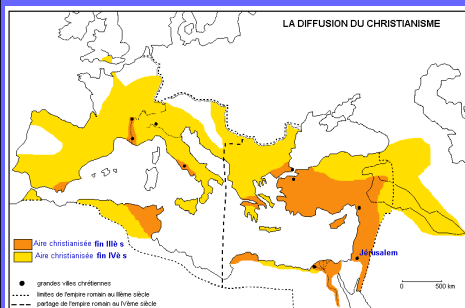 LA DIFFUSION DU CHRISTIANISME
Jérusalem
Aire christianisée fin IIIè s
Aire christianisée fin IVè s
grandes villes chrétiennes
limites de l'empire romain au IIIème siècle
partage de l'empire romain au IVème siècle
0 500 km